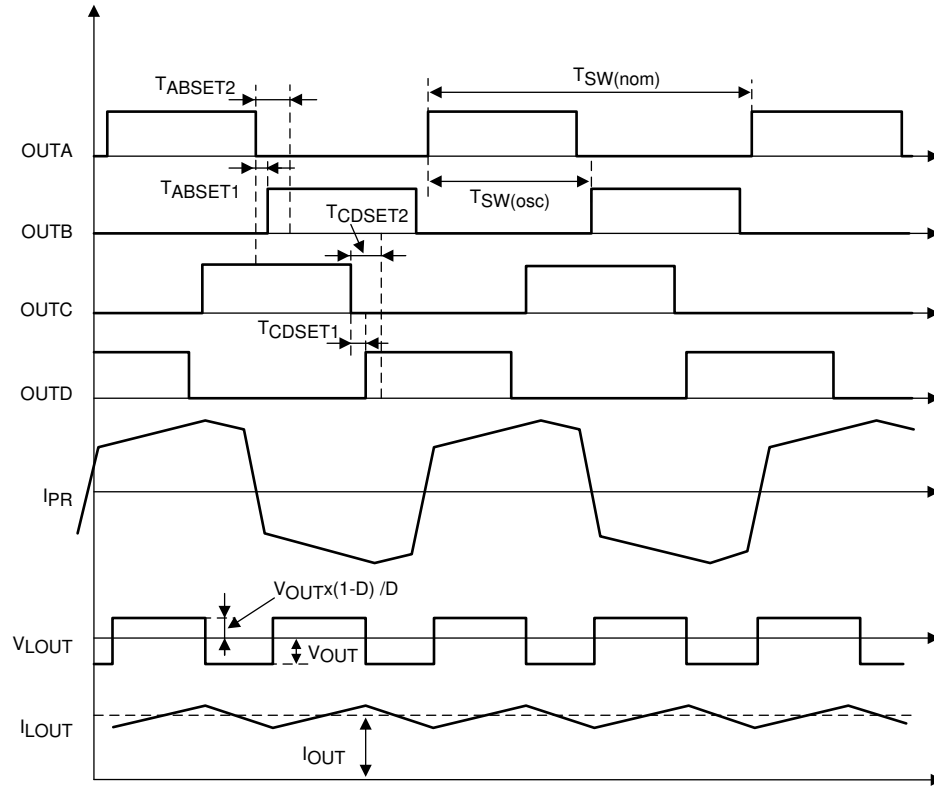 TABSET2
TSW(nom)
OUTA
TABSET1
TSW(osc)
OUTB
TCDSET2
OUTC
TCDSET1
OUTD
IPR
VOUTx(1-D) /D
VLOUT
VOUT
ILOUT
IOUT